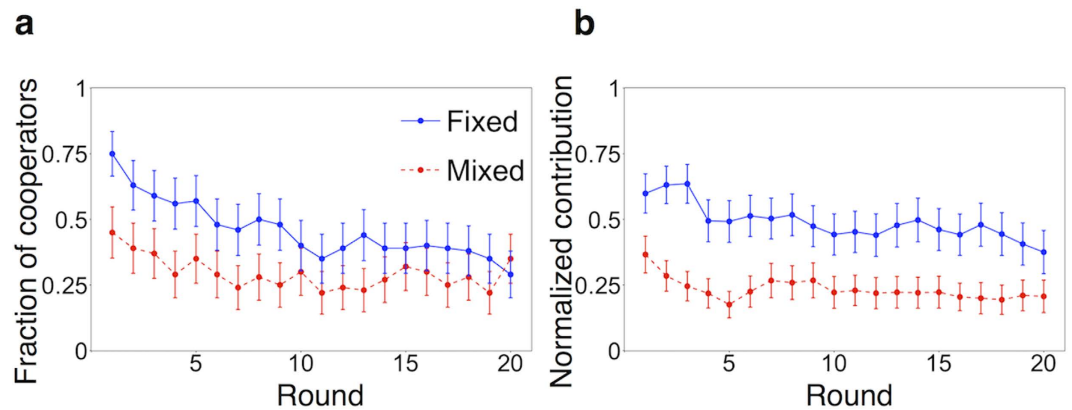 a
Fraction of cooperators
1
0.75
0.5
0.25
0
5
10
15
20
Round
Fixed
Mixed
b
Normalized contribution
1
0.75
0.5
0.25
0
5
10
15
20
Round